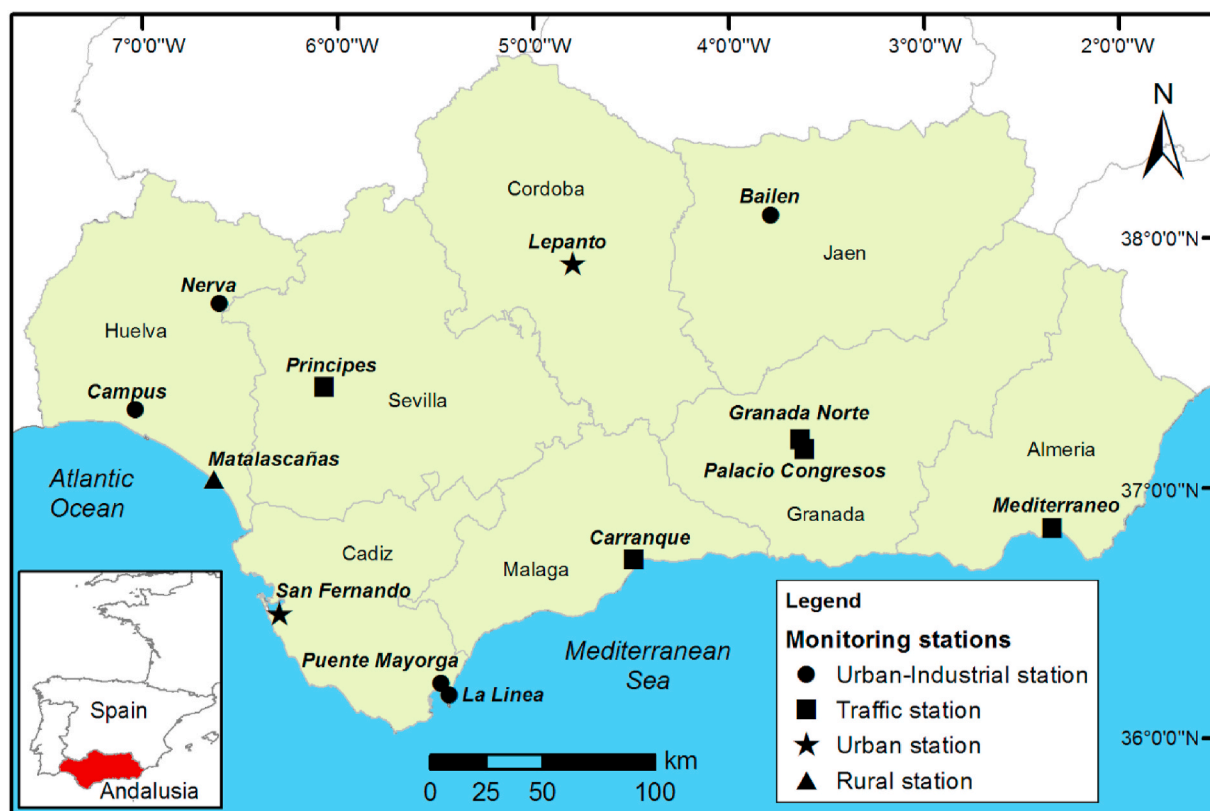 7°0'0"W 6°0'0"W 5°0'0"W 4°0'0"W 3°0'0"W 2°0'0"W
N
Cordoba
Bailen
Lepanto
38°0'0"N
Jaen
Nerva
Huelva
Principes
Campus
Sevilla
Granada Norte
Matalascañas
Palacio Congresos
Almeria
Atlantic
Ocean
37°0'0"N
Mediterraneo
Granada
Carranque
Cadiz
Malaga
San Fernando
Legend
Monitoring stations
Puente Mayorga
Mediterranean
Sea
Urban-Industrial station
La Linea
Spain
Traffic station
36°0'0"N
Urban station
km
Rural station
Andalusia
0 25 50 100